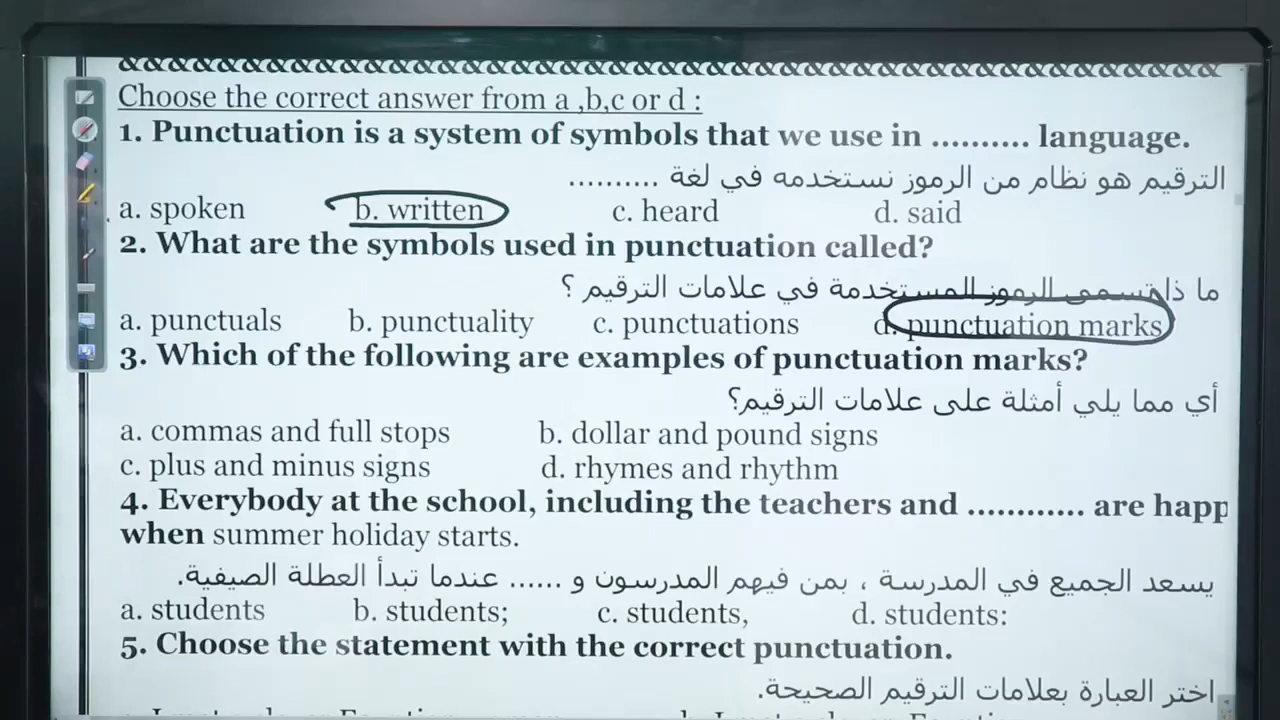 &&&&&&&&&&&&&&&&&&&&&&&&&&&&&&&&&&&&&&&&&&&&&
Choose the correct answer from a ,b,c or d :
1. Punctuation is a system of symbols that we use in .......... language.
الترقيم هو نظام من الرموز نستخدمه في لغة ..........
a. spoken b. written c. heard d. said
2. What are the symbols used in punctuation called?
ما ذا تسمى الرموز المستخدمة في علامات الترقيم ؟
a. punctuals b. punctuality c. punctuations d. punctuation marks
3. Which of the following are examples of punctuation marks?
أي مما يلي أمثلة على علامات الترقيم؟
a. commas and full stops b. dollar and pound signs
c. plus and minus signs d. rhymes and rhythm
4. Everybody at the school, including the teachers and ............ are happ
when summer holiday starts.
يسعد الجميع في المدرسة ، بمن فيهم المدرسون و ...... عندما تبدأ العطلة الصيفية.
a. students b. students; c. students, d. students:
5. Choose the statement with the correct punctuation.
اختر العبارة بعلامات الترقيم الصحيحة.